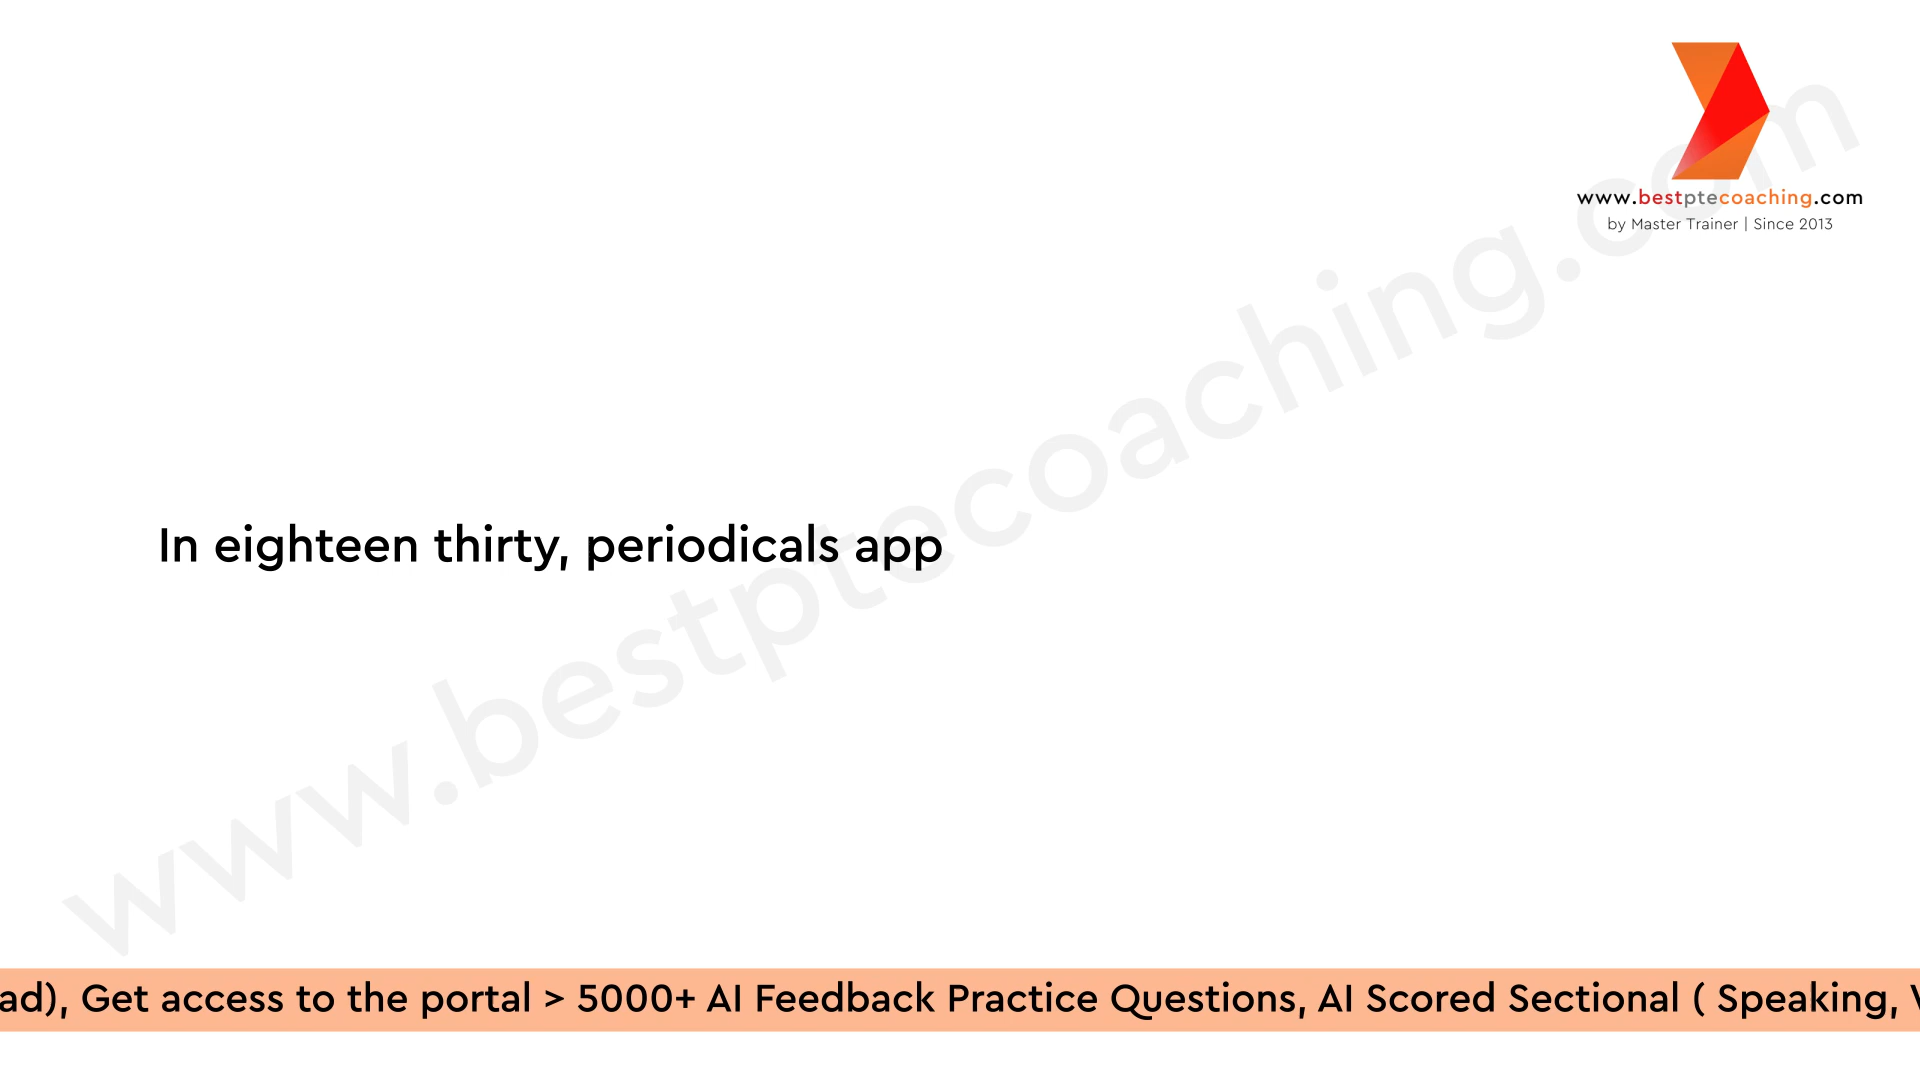 www.bestptecoaching.com
by Master Trainer | Since 2013
www.bestptecoaching.com
In eighteen thirty, periodicals app
ad), Get access to the portal > 5000+ AI Feedback Practice Questions, AI Scored Sectional ( Speaking,